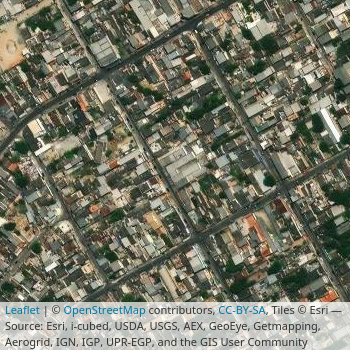 Leaflet | © OpenStreetMap contributors, CC-BY-SA, Tiles © Esri —
Source: Esri, i-cubed, USDA, USGS, AEX, GeoEye, Getmapping,
Aerogrid, IGN, IGP, UPR-EGP, and the GIS User Community